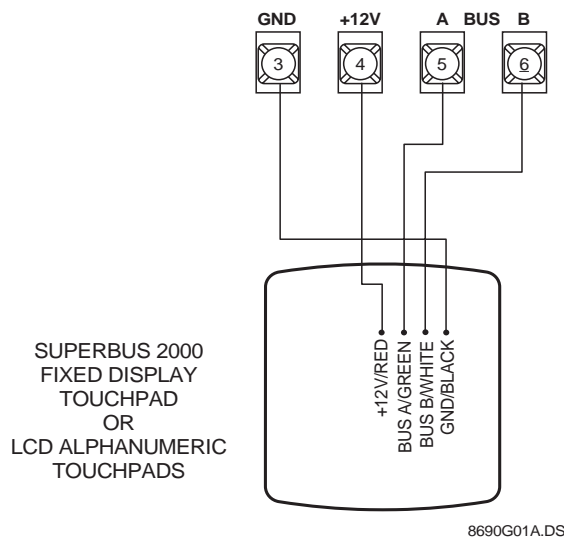 GND +12V A BUS B
3 4 5 6
+12V/RED
BUS A/GREEN
BUS B/WHITE
GND/BLACK
SUPERBUS 2000
FIXED DISPLAY
TOUCHPAD
OR
LCD ALPHANUMERIC
TOUCHPADS
8690G01A.DS